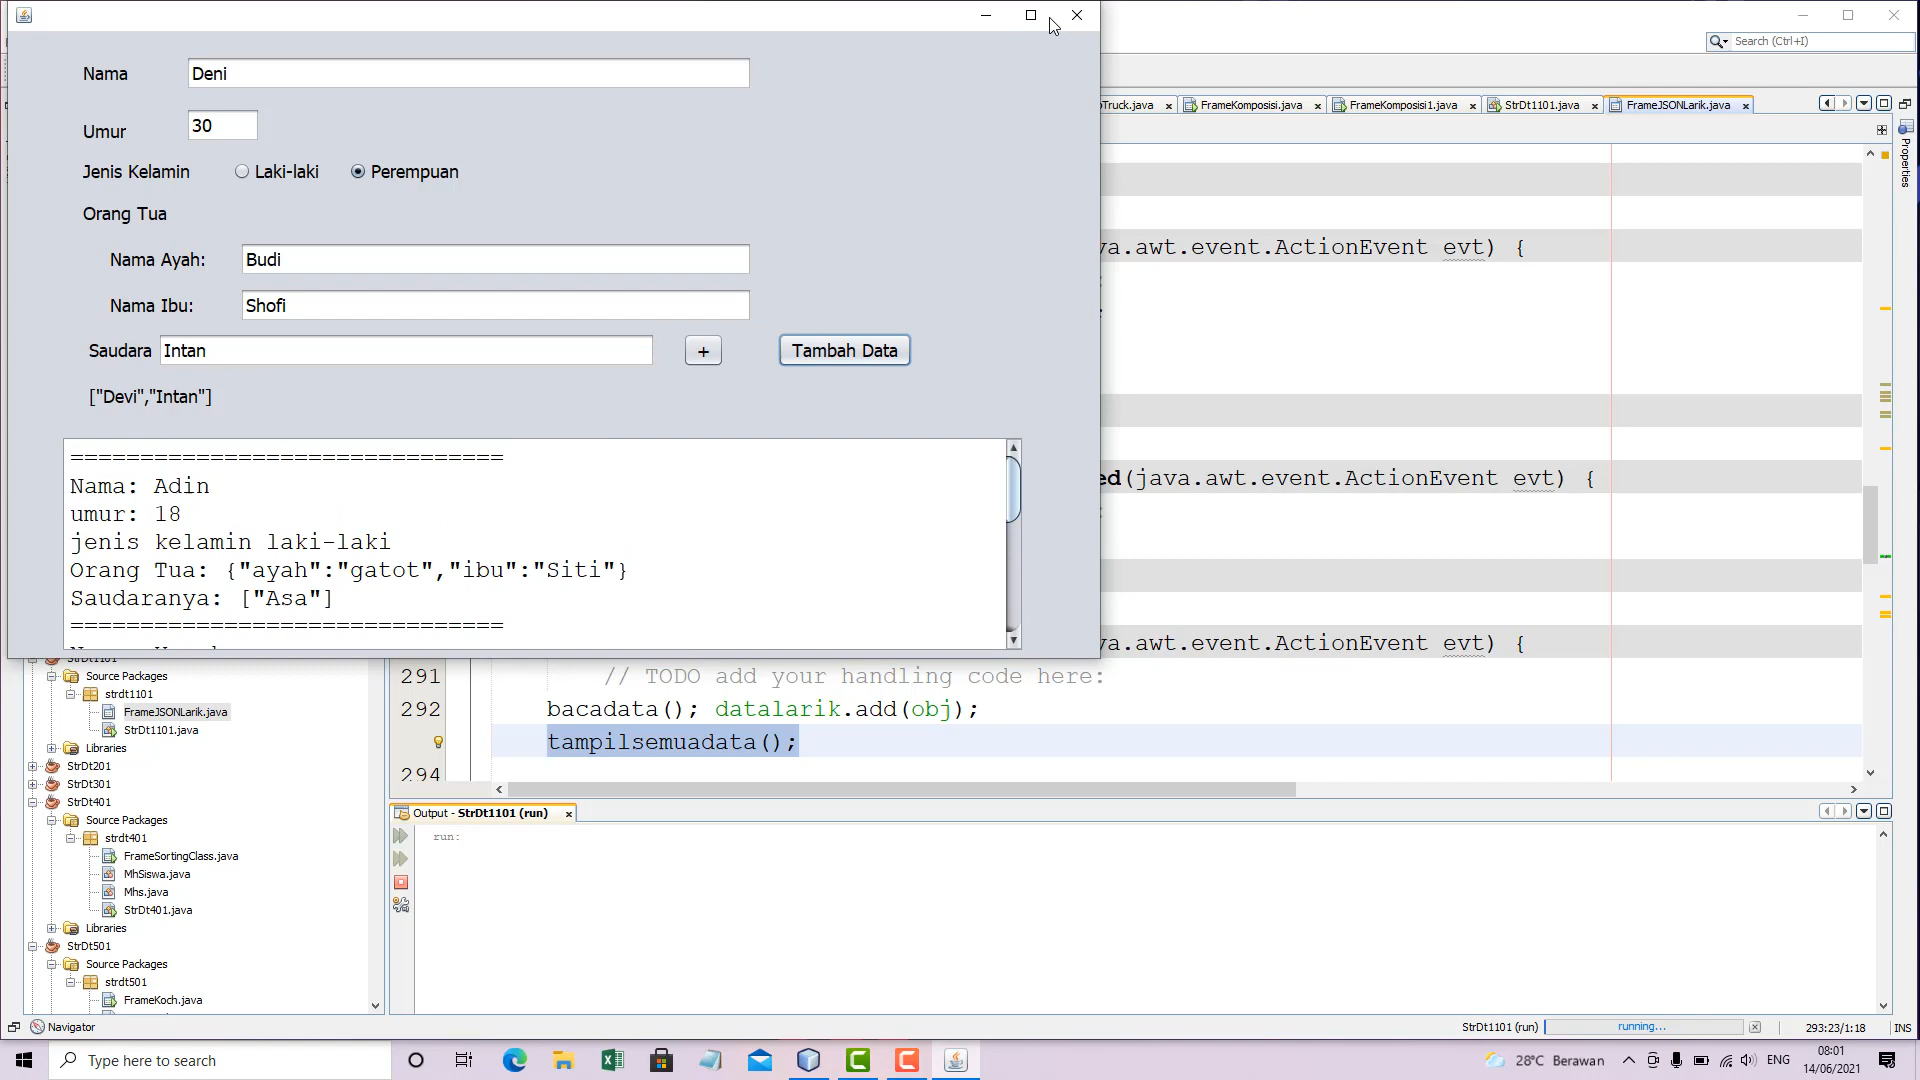 Nama Deni
Umur 30
Jenis Kelamin Laki-laki Perempuan
Orang Tua
Nama Ayah: Budi
Nama Ibu: Shofi
Saudara Intan + Tambah Data
["Devi","Intan"]
===============================
Nama: Adin
umur: 18
jenis kelamin laki-laki
Orang Tua: {"ayah":"gatot","ibu":"Siti"}
Saudaranya: ["Asa"]
===============================
Search (Ctrl+I)
Truck.java FrameKomposisi.java FrameKomposisi1.java StrDt1101.java FrameJSONLarik.java
Properties
va.awt.event.ActionEvent evt) {
ed(java.awt.event.ActionEvent evt) {
va.awt.event.ActionEvent evt) {
291 // TODO add your handling code here:
292 bacadata(); datalarik.add(obj);
tampilsemuadata();
294
StrDt1101
Source Packages
strdt1101
FrameJSONLarik.java
StrDt1101.java
Libraries
StrDt201
StrDt301
StrDt401
Source Packages
strdt401
FrameSortingClass.java
MhSiswa.java
Mhs.java
StrDt401.java
Libraries
StrDt501
Source Packages
strdt501
FrameKoch.java
Output - StrDt1101 (run)
run:
Navigator
StrDt1101 (run) running... 293:23/1:18 INS
Type here to search
28°C Berawan ENG 08:01
14/06/2021